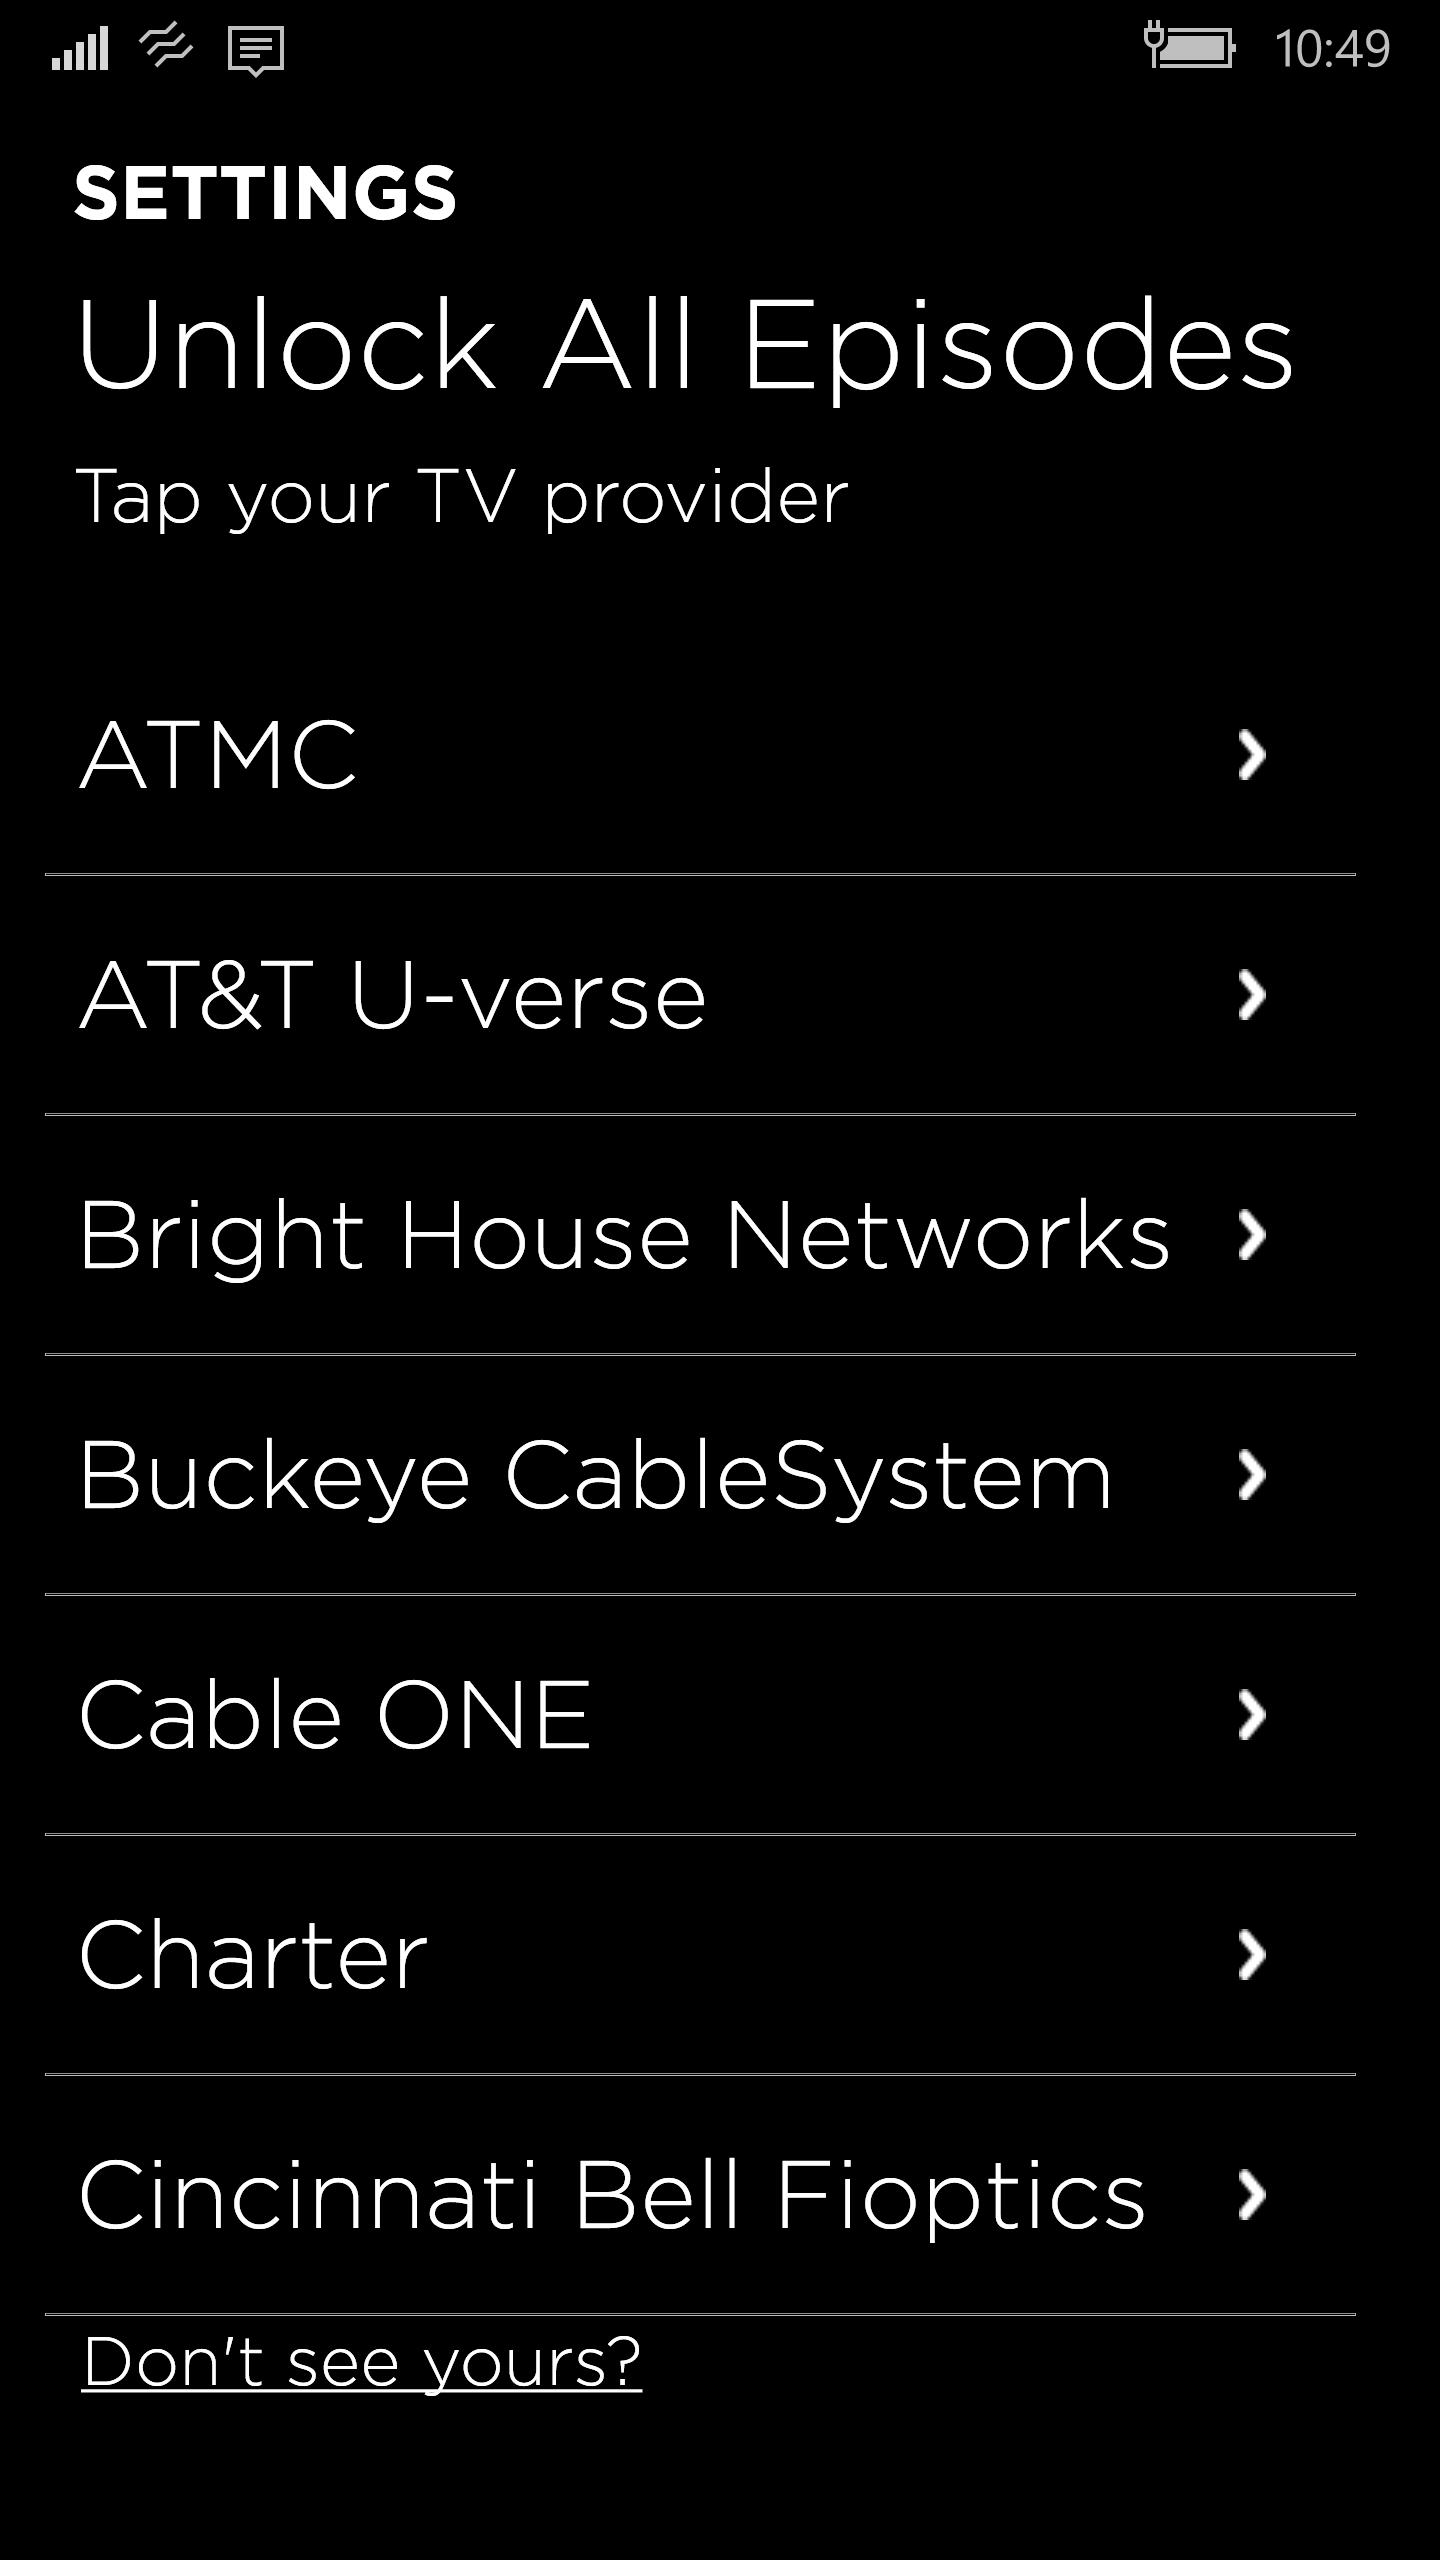 10:49
SETTINGS
Unlock All Episodes
Tap your TV provider
ATMC
AT&T U-verse
Bright House Networks
Buckeye CableSystem
Cable ONE
Charter
Cincinnati Bell Fioptics
Don't see yours?